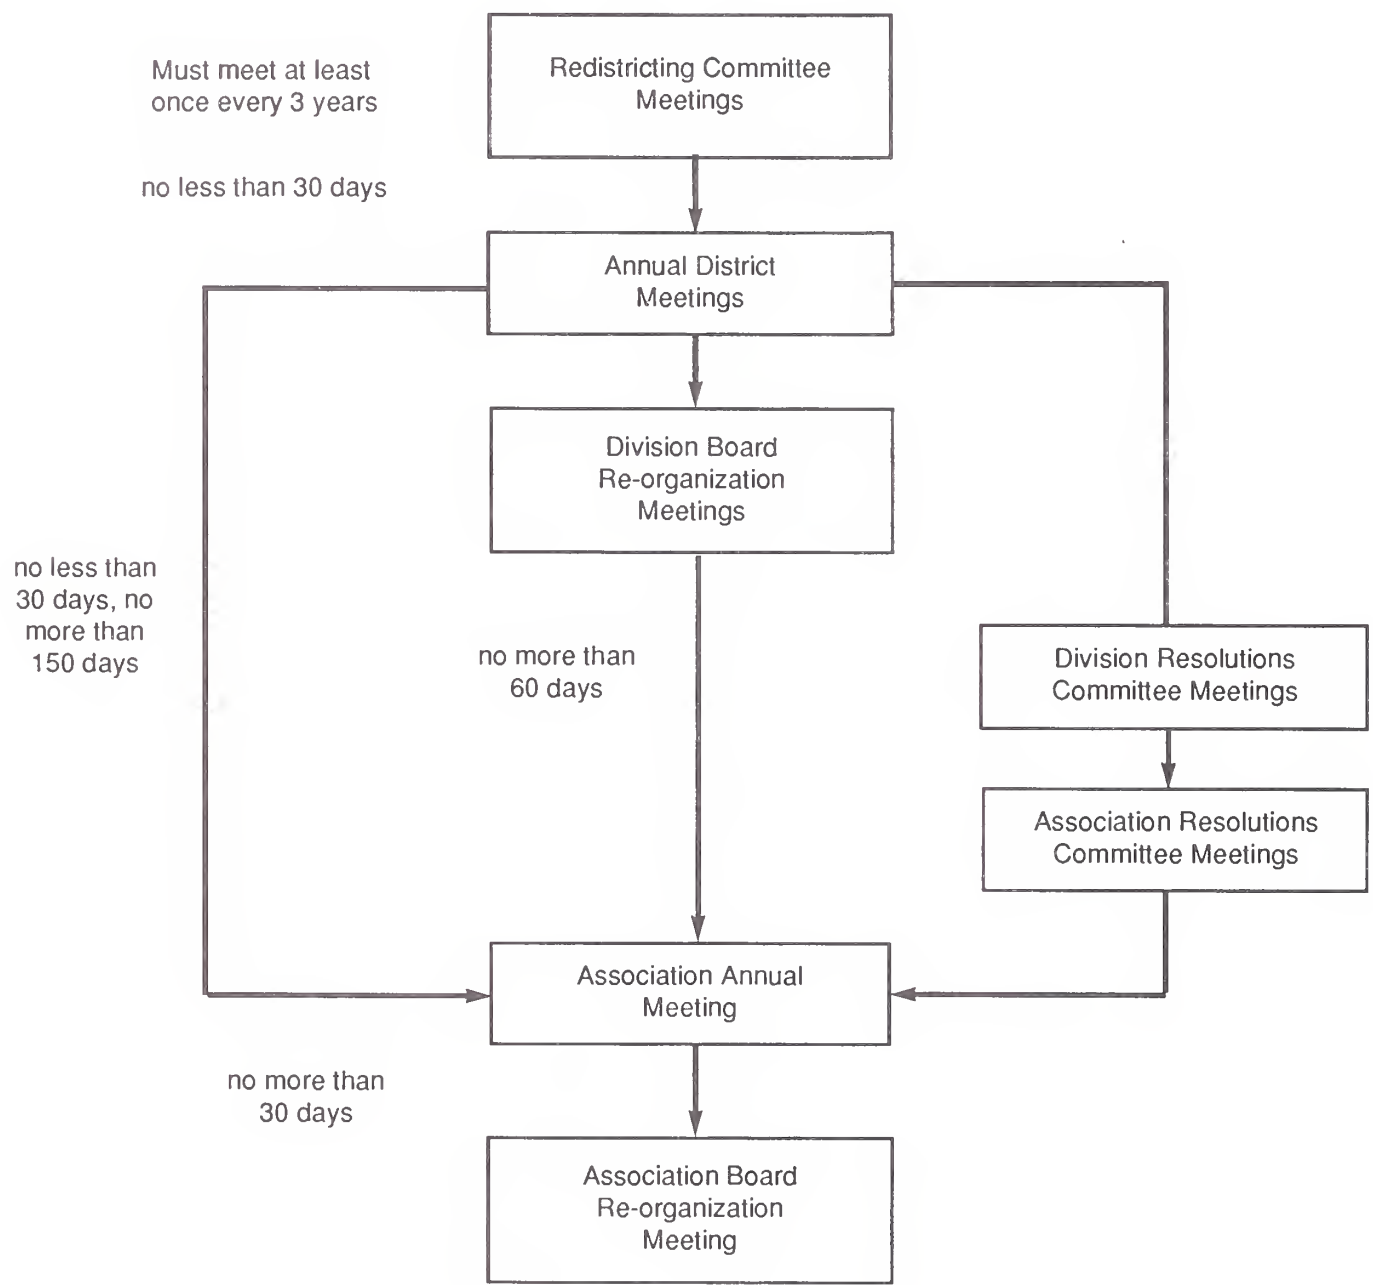 Must meet at least
once every 3 years
Redistricting Committee
Meetings
no less than 30 days
Annual District
Meetings
Division Board
Re-organization
Meetings
no less than
30 days, no
more than
150 days
no more than
60 days
Division Resolutions
Committee Meetings
Association Resolutions
Committee Meetings
Association Annual
Meeting
no more than
30 days
Association Board
Re-organization
Meeting